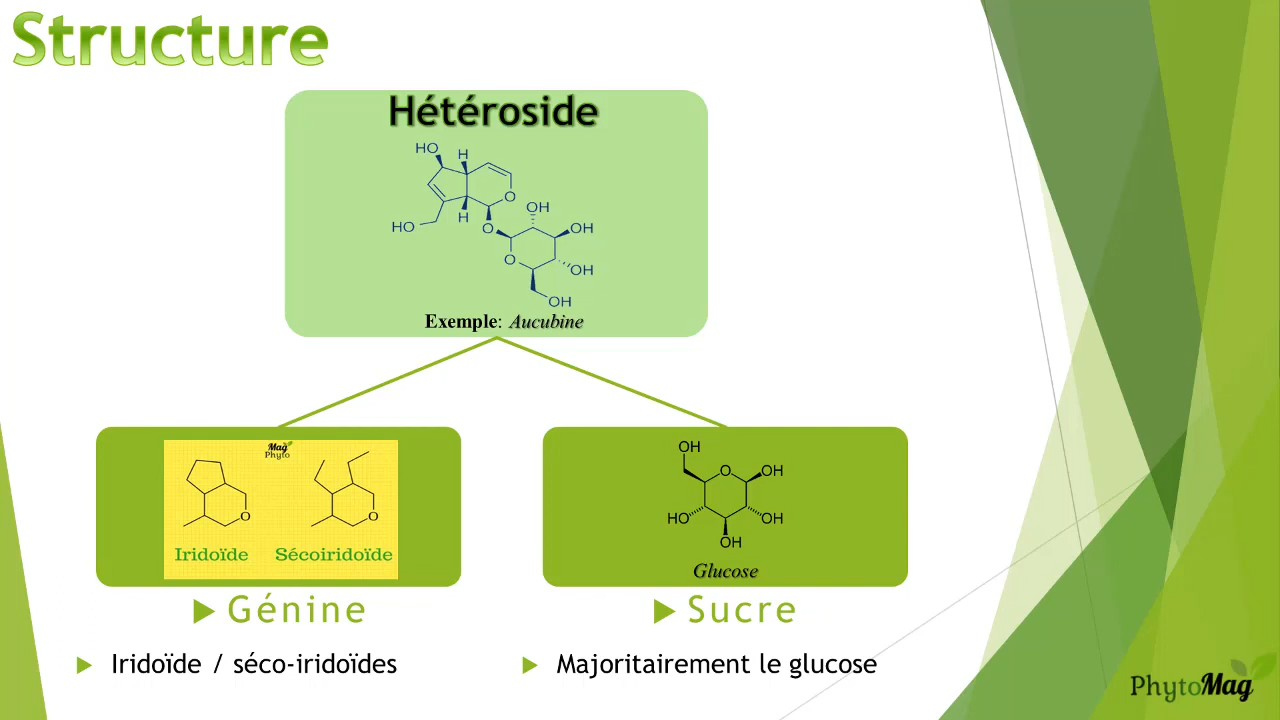 Structure
Hétéroside
HO
H
O
H
OH
HO
O
OH
O
OH
OH
Exemple: Aucubine
Mag
Phyto
O
O
Iridoïde
Sécoiridoïde
OH
O
OH
HO
OH
OH
Glucose
Génine
Sucre
Iridoïde / séco-iridoïdes
Majoritairement le glucose
PhytoMag